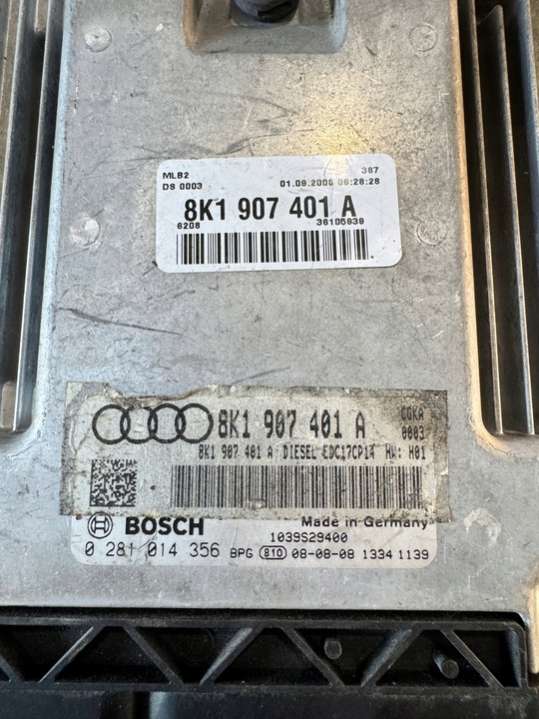 MLB2 387
DS 0003 01.09.2008 08:28:28
8K1 907 401 A
6208 36105939
8K1 907 401 A CGKA
0003
8K1 907 401 A DIESEL EDC17CP14 HW: H01
BOSCH Made in Germany
1039S29400
0 281 014 356 BPG 810 08-08-08 1334 1139